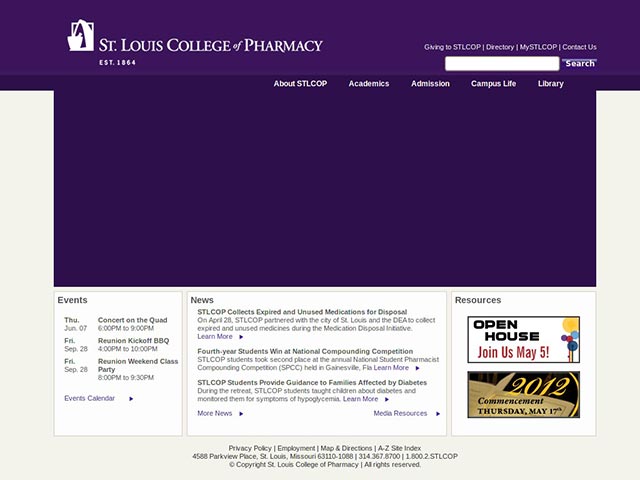 St. Louis College of Pharmacy
EST. 1864
Giving to STLCOP | Directory | MySTLCOP | Contact Us
Search
About STLCOP Academics Admission Campus Life Library
Events
Thu. Concert on the Quad
Jun. 07 6:00PM to 9:00PM
Fri. Reunion Kickoff BBQ
Sep. 28 4:00PM to 10:00PM
Fri. Reunion Weekend Class
Sep. 28 Party
8:00PM to 9:30PM
Events Calendar
News
STLCOP Collects Expired and Unused Medications for Disposal
On April 28, STLCOP partnered with the city of St. Louis and the DEA to collect
expired and unused medicines during the Medication Disposal Initiative.
Learn More
Fourth-year Students Win at National Compounding Competition
STLCOP students took second place at the annual National Student Pharmacist
Compounding Competition (SPCC) held in Gainesville, Fla Learn More
STLCOP Students Provide Guidance to Families Affected by Diabetes
During the retreat, STLCOP students taught children about diabetes and
monitored them for symptoms of hypoglycemia. Learn More
More News Media Resources
Resources
OPEN
HOUSE
Join Us May 5!
2012
Commencement
THURSDAY, MAY 17th
Privacy Policy | Employment | Map & Directions | A-Z Site Index
4588 Parkview Place, St. Louis, Missouri 63110-1088 | 314.367.8700 | 1.800.2.STLCOP
© Copyright St. Louis College of Pharmacy | All rights reserved.